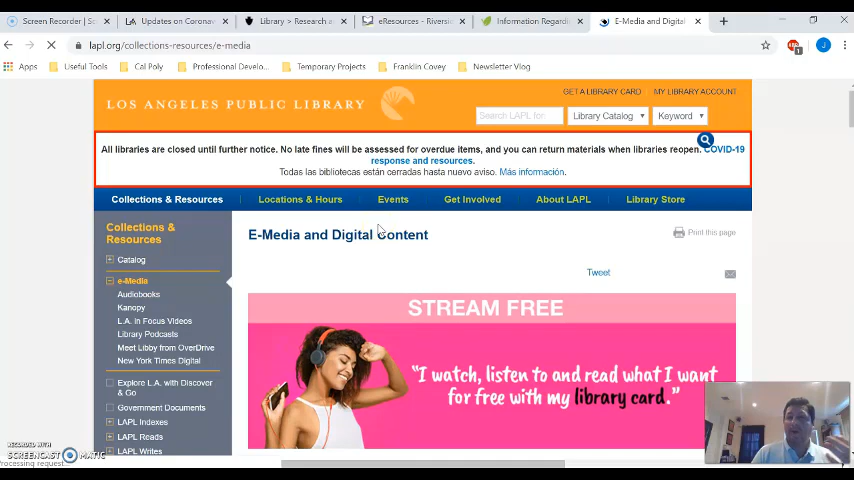 Screen Recorder | Sc
Updates on Coronav
Library > Research a
eResources - Riversi
Information Regardi
E-Media and Digital
lapl.org/collections-resources/e-media
Apps
Useful Tools
Cal Poly
Professional Develo...
Temporary Projects
Franklin Covey
Newsletter Vlog
GET A LIBRARY CARD
MY LIBRARY ACCOUNT
LOS ANGELES PUBLIC LIBRARY
Search LAPL for
Library Catalog
Keyword
All libraries are closed until further notice. No late fines will be assessed for overdue items, and you can return materials when libraries reopen. COVID-19
response and resources.
Todas las bibliotecas están cerradas hasta nuevo aviso. Más información.
Collections & Resources
Locations & Hours
Events
Get Involved
About LAPL
Library Store
Collections &
Resources
Catalog
e-Media
Audiobooks
Kanopy
L.A. in Focus Videos
Library Podcasts
Meet Libby from OverDrive
New York Times Digital
Explore L.A. with Discover
& Go
Government Documents
LAPL Indexes
LAPL Reads
LAPL Writes
E-Media and Digital Content
Print this page
Tweet
STREAM FREE
"I watch, listen to and read what I want
for free with my library card."
RECORDED WITH
SCREENCAST MATIC
Processing request...